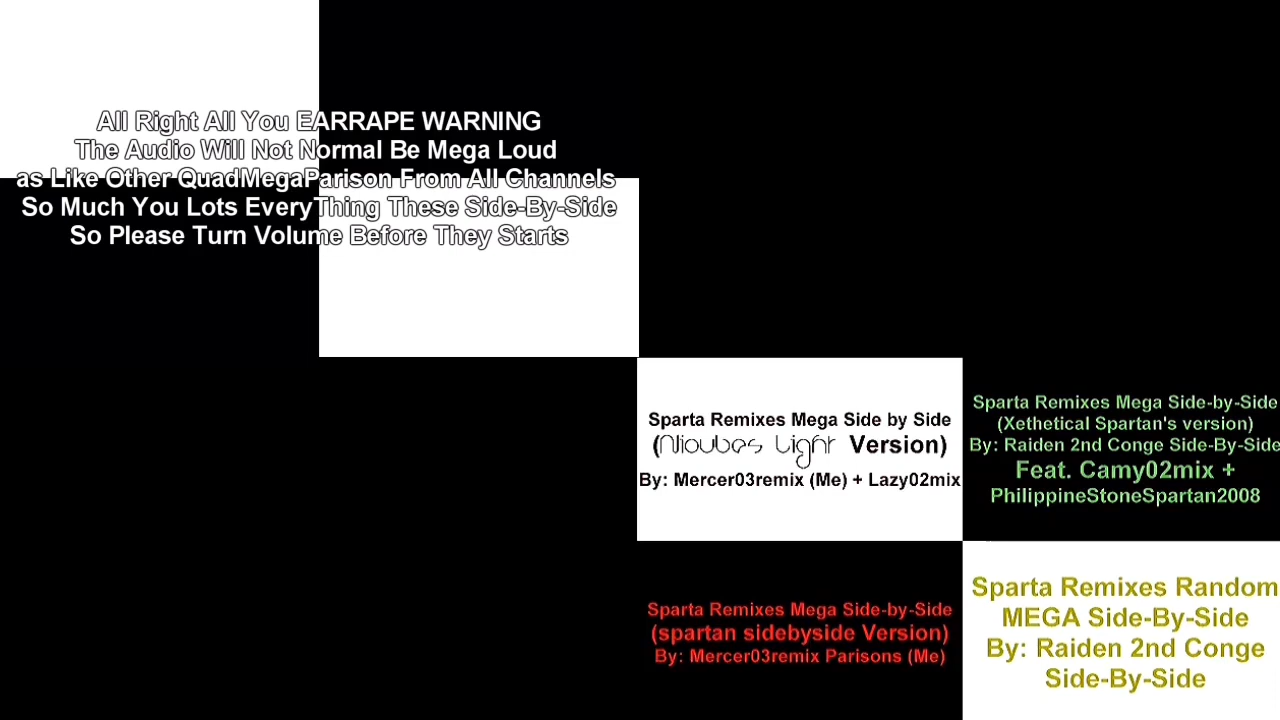 All Right All You EARRAPE WARNING
The Audio Will Not Normal Be Mega Loud
as Like Other QuadMegaParison From All Channels
So Much You Lots EveryThing These Side-By-Side
So Please Turn Volume Before They Starts
Sparta Remixes Mega Side by Side
(Nioubes Light Version)
By: Mercer03remix (Me) + Lazy02mix
Sparta Remixes Mega Side-by-Side
(Xethetical Spartan's version)
By: Raiden 2nd Conge Side-By-Side
Feat. Camy02mix +
PhilippineStoneSpartan2008
Sparta Remixes Mega Side-by-Side
(spartan sidebyside Version)
By: Mercer03remix Parisons (Me)
Sparta Remixes Random
MEGA Side-By-Side
By: Raiden 2nd Conge
Side-By-Side